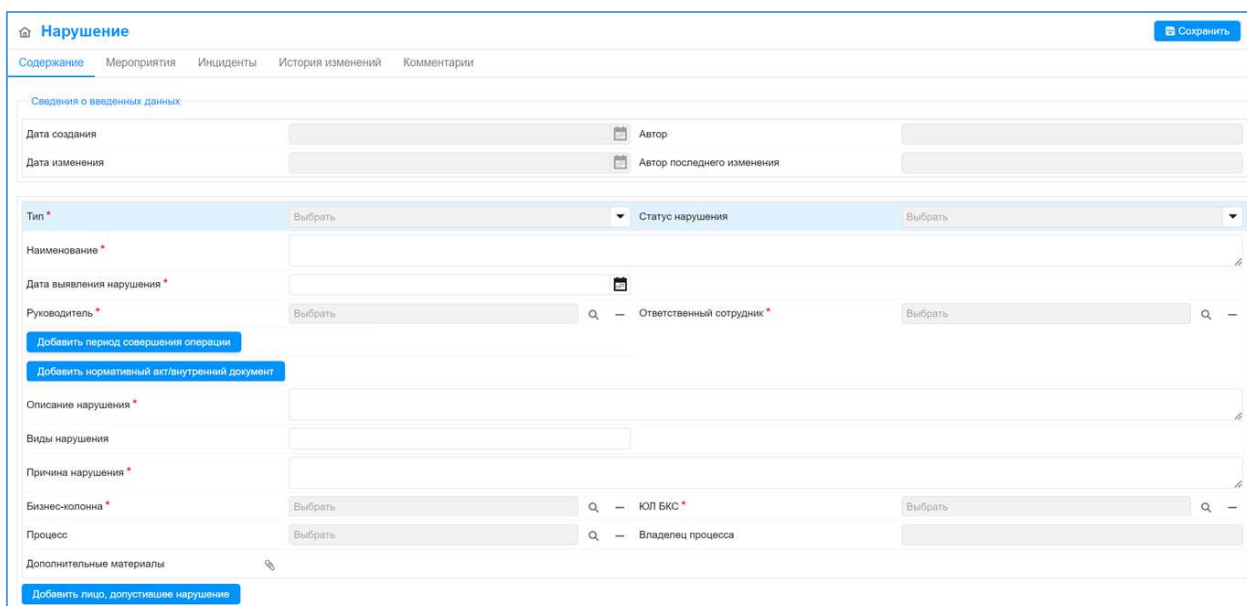 Нарушение
Сохранить
Содержание Мероприятия Инциденты История изменений Комментарии
Сведения о введенных данных
Дата создания Автор
Дата изменения Автор последнего изменения
Тип * Выбрать Статус нарушения Выбрать
Наименование *
Дата выявления нарушения *
Руководитель * Выбрать Ответственный сотрудник * Выбрать
Добавить период совершения операции
Добавить нормативный акт/внутренний документ
Описание нарушения *
Виды нарушения
Причина нарушения *
Бизнес-колонна * Выбрать ЮЛ БКС * Выбрать
Процесс Выбрать Владелец процесса
Дополнительные материалы
Добавить лицо, допустившее нарушение